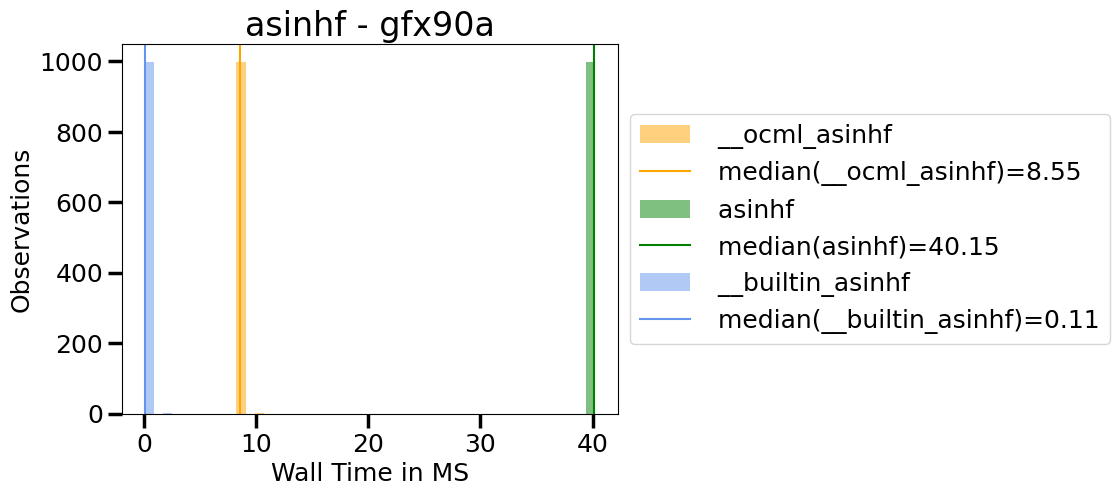 asinhf - gfx90a
1000
800
600
400
200
0
Observations
0 10 20 30 40
Wall Time in MS
__ocml_asinhf
median(__ocml_asinhf)=8.55
asinhf
median(asinhf)=40.15
__builtin_asinhf
median(__builtin_asinhf)=0.11